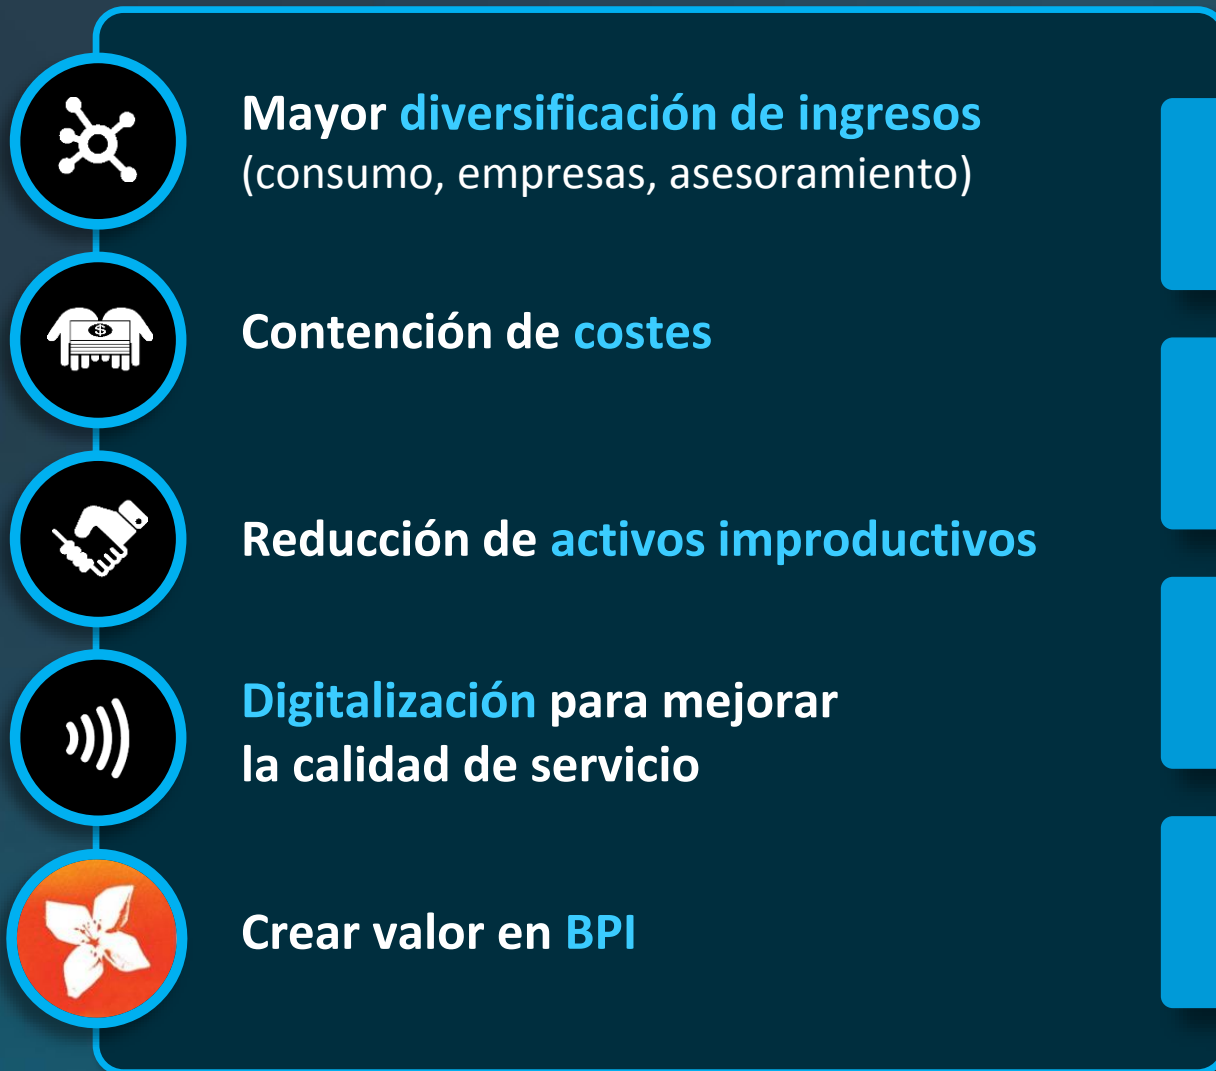 Mayor diversificación de ingresos
(consumo, empresas, asesoramiento)
$
Contención de costes
Reducción de activos improductivos
Digitalización para mejorar
la calidad de servicio
Crear valor en BPI